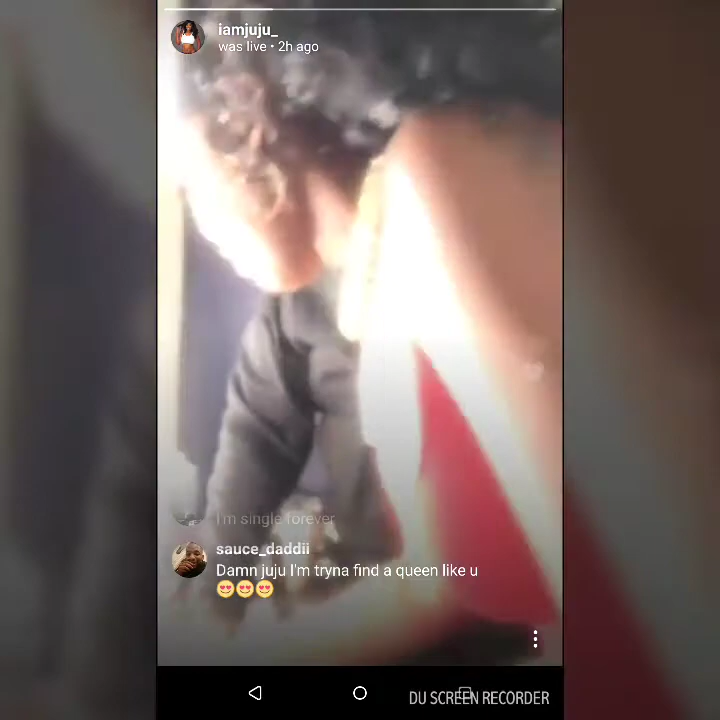 iamjuju_
was live • 2h ago
I'm single forever
sauce_daddii
Damn juju I'm tryna find a queen like u
😍😍😍
DU SCREEN RECORDER